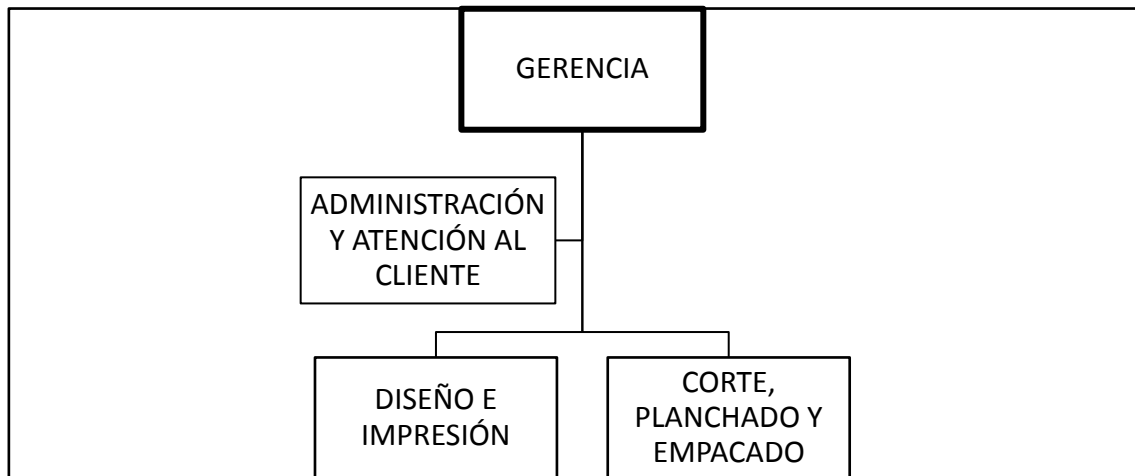 GERENCIA
ADMINISTRACIÓN
Y ATENCIÓN AL
CLIENTE
DISEÑO E
IMPRESIÓN
CORTE,
PLANCHADO Y
EMPACADO